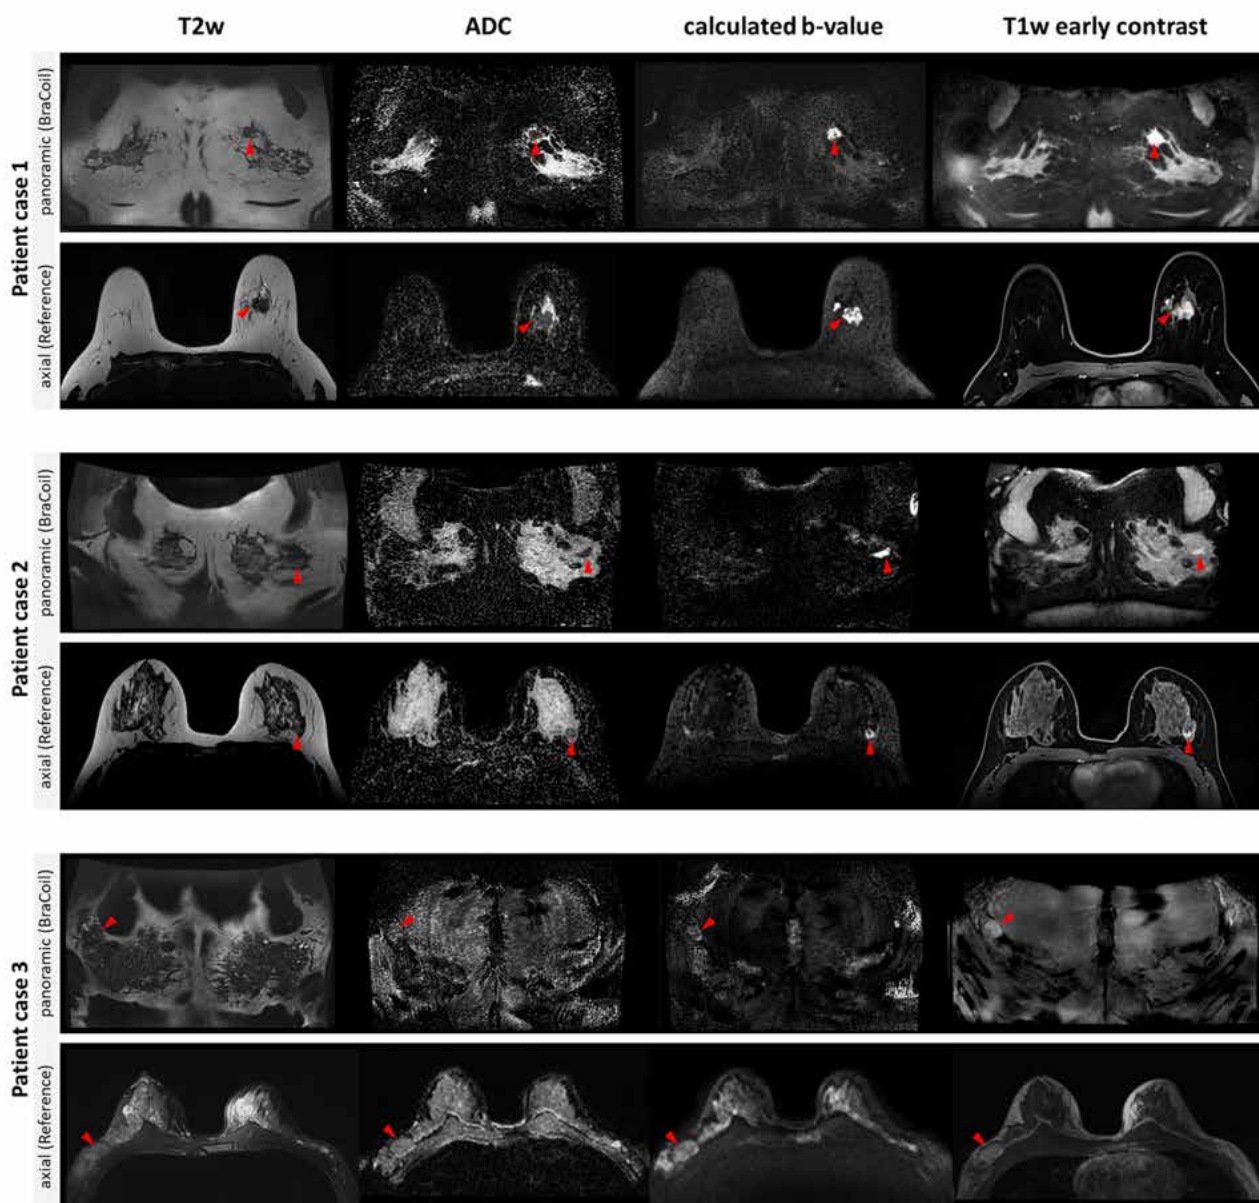 T2w
ADC
calculated b-value
T1w early contrast
Patient case 1
panoramic (BraCoil)
axial (Reference)
Patient case 2
panoramic (BraCoil)
axial (Reference)
Patient case 3
panoramic (BraCoil)
axial (Reference)